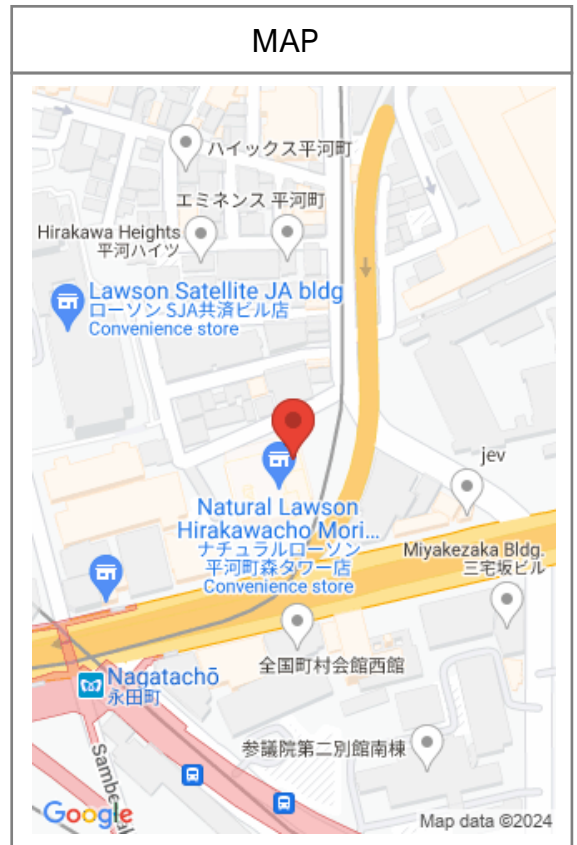 MAP
ハイックス平河町
エミネンス 平河町
Hirakawa Heights
平河ハイツ
Lawson Satellite JA bldg
ローソン SJA共済ビル店
Convenience store
jev
Natural Lawson
Hirakawacho Mori...
ナチュラルローソン
平河町森タワー店
Convenience store
Miyakezaka Bldg.
三宅坂ビル
全国町村会館西館
Nagatachō
永田町
参議院第二別館南棟
Google
Map data ©2024